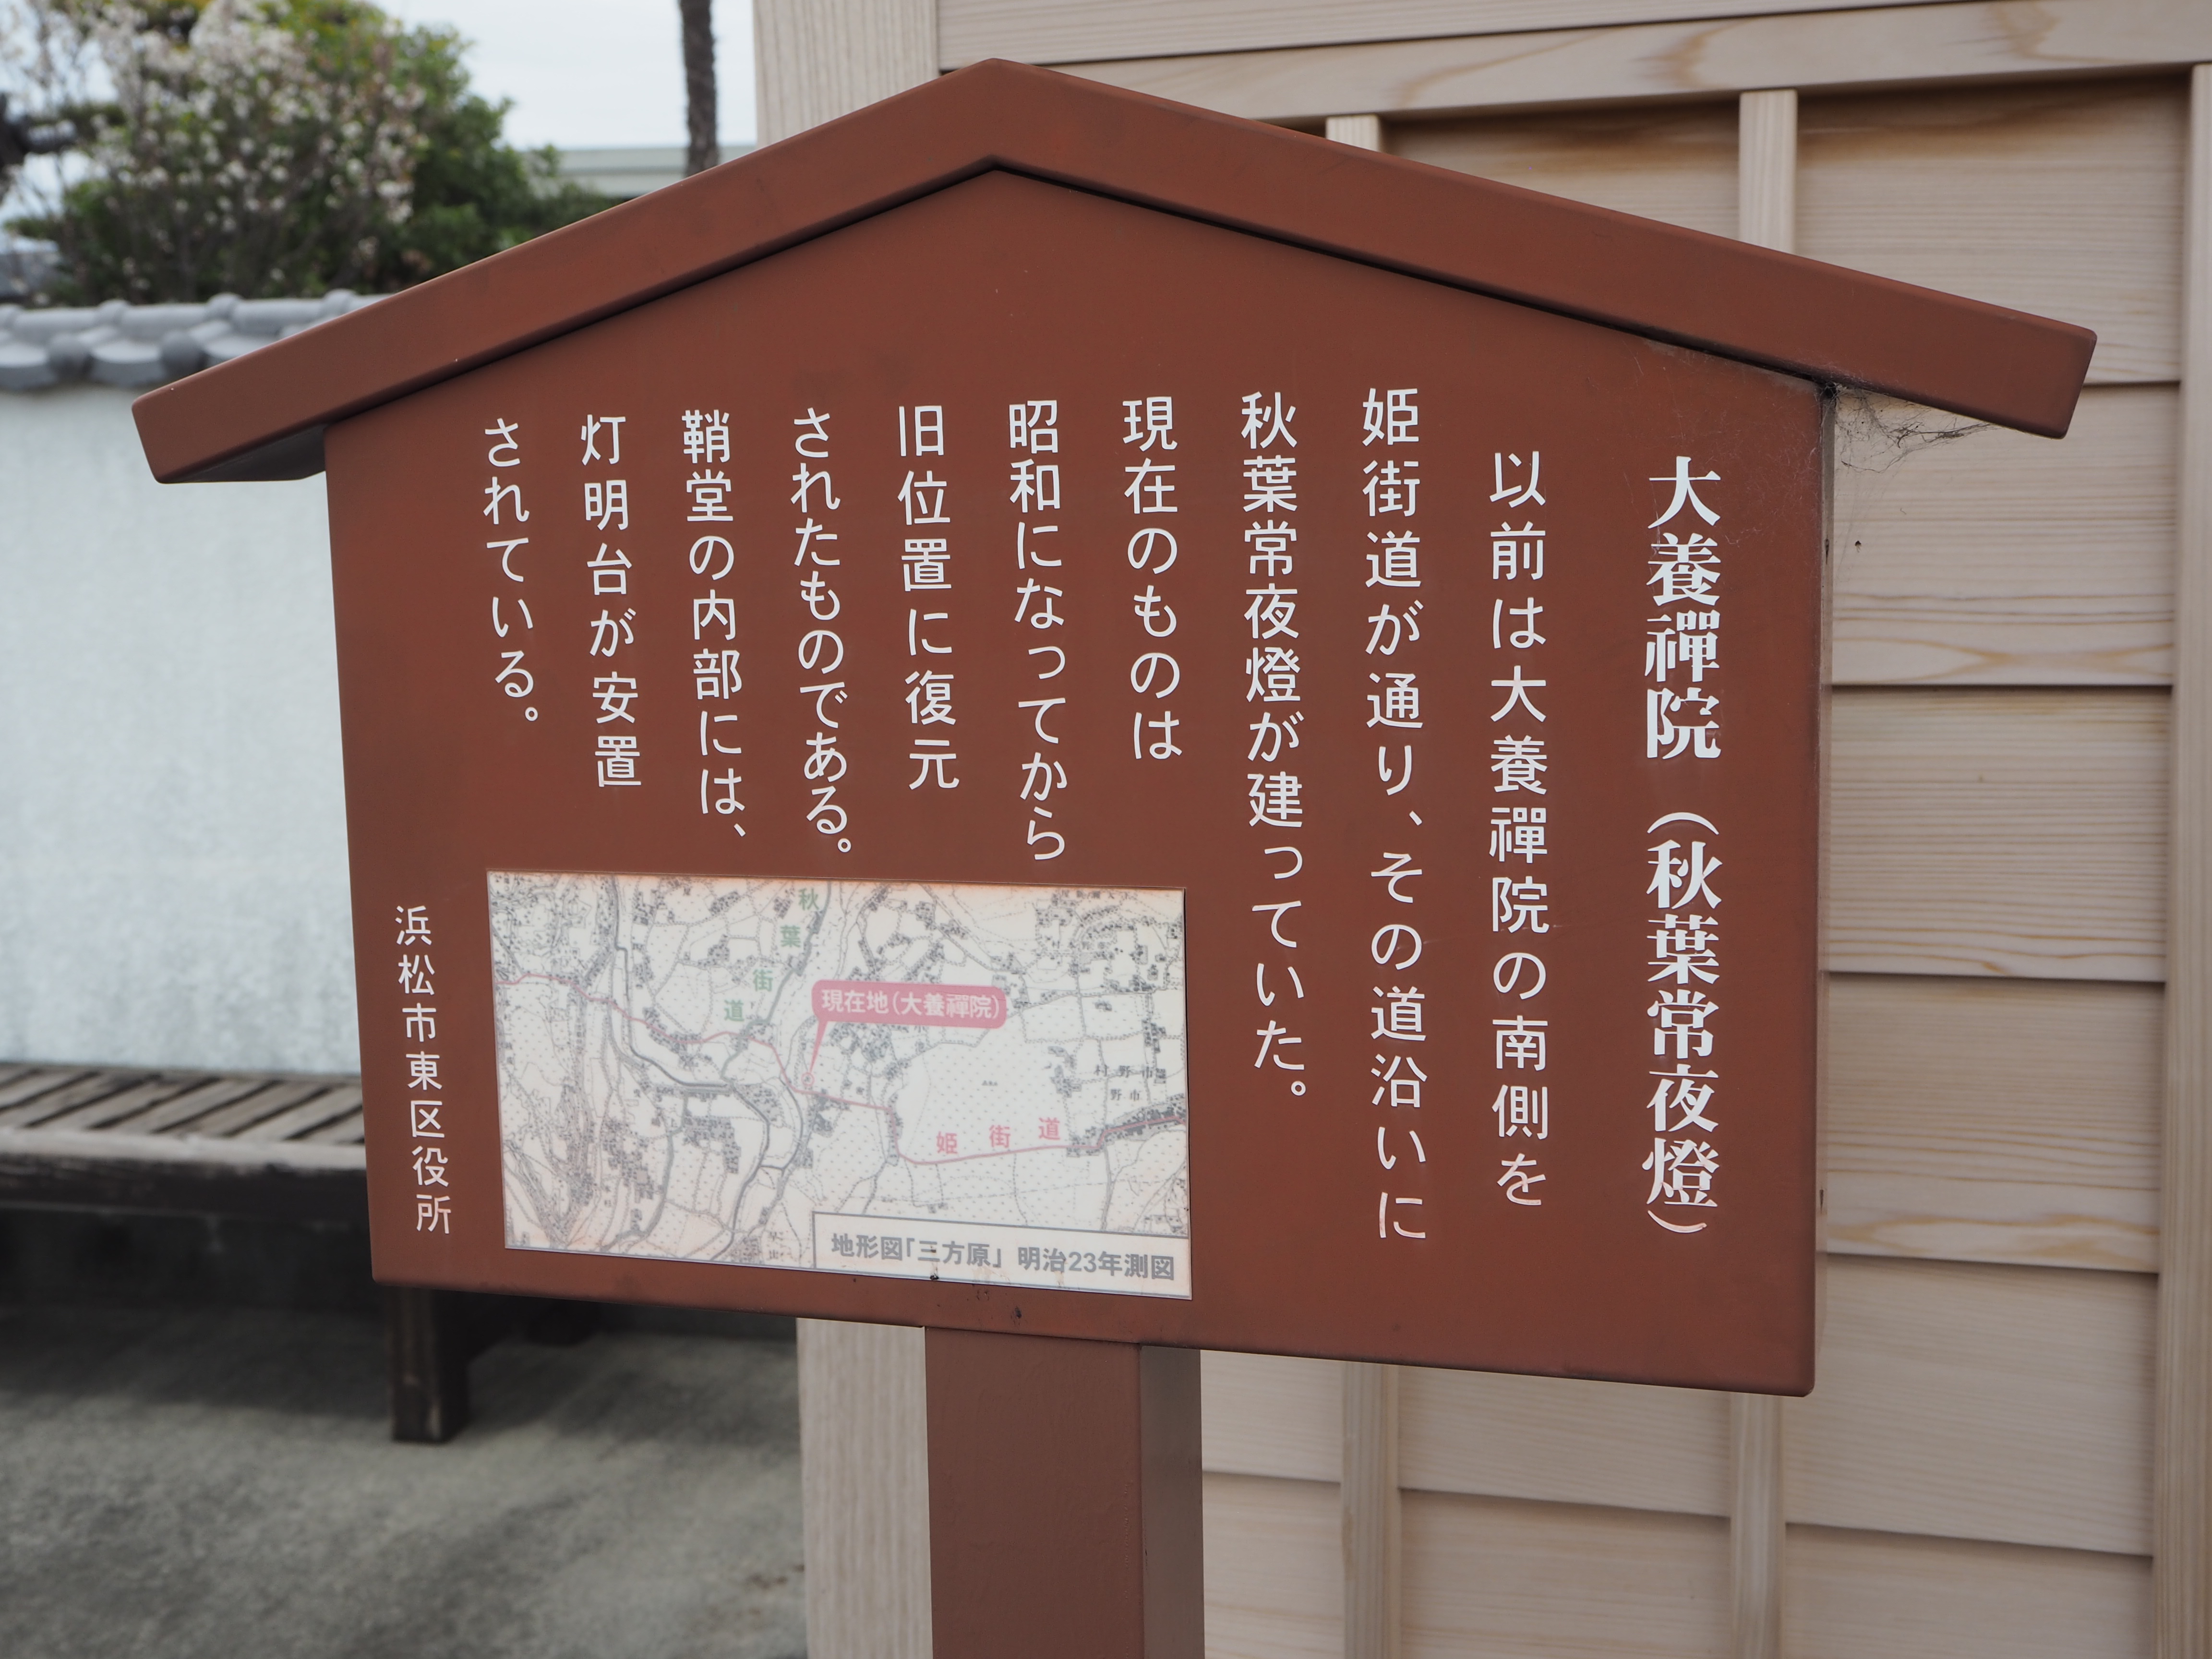 大養禪院（秋葉常夜燈）
以前は大養禪院の南側を
姫街道が通り、その道沿いに
秋葉常夜燈が建っていた。
現在のものは
昭和になってから
旧位置に復元
されたものである。
鞘堂の内部には、
灯明台が安置
されている。
浜松市東区役所
秋葉街道
現在地（大養禪院）
姫街道
地形図「三方原」 明治23年測図